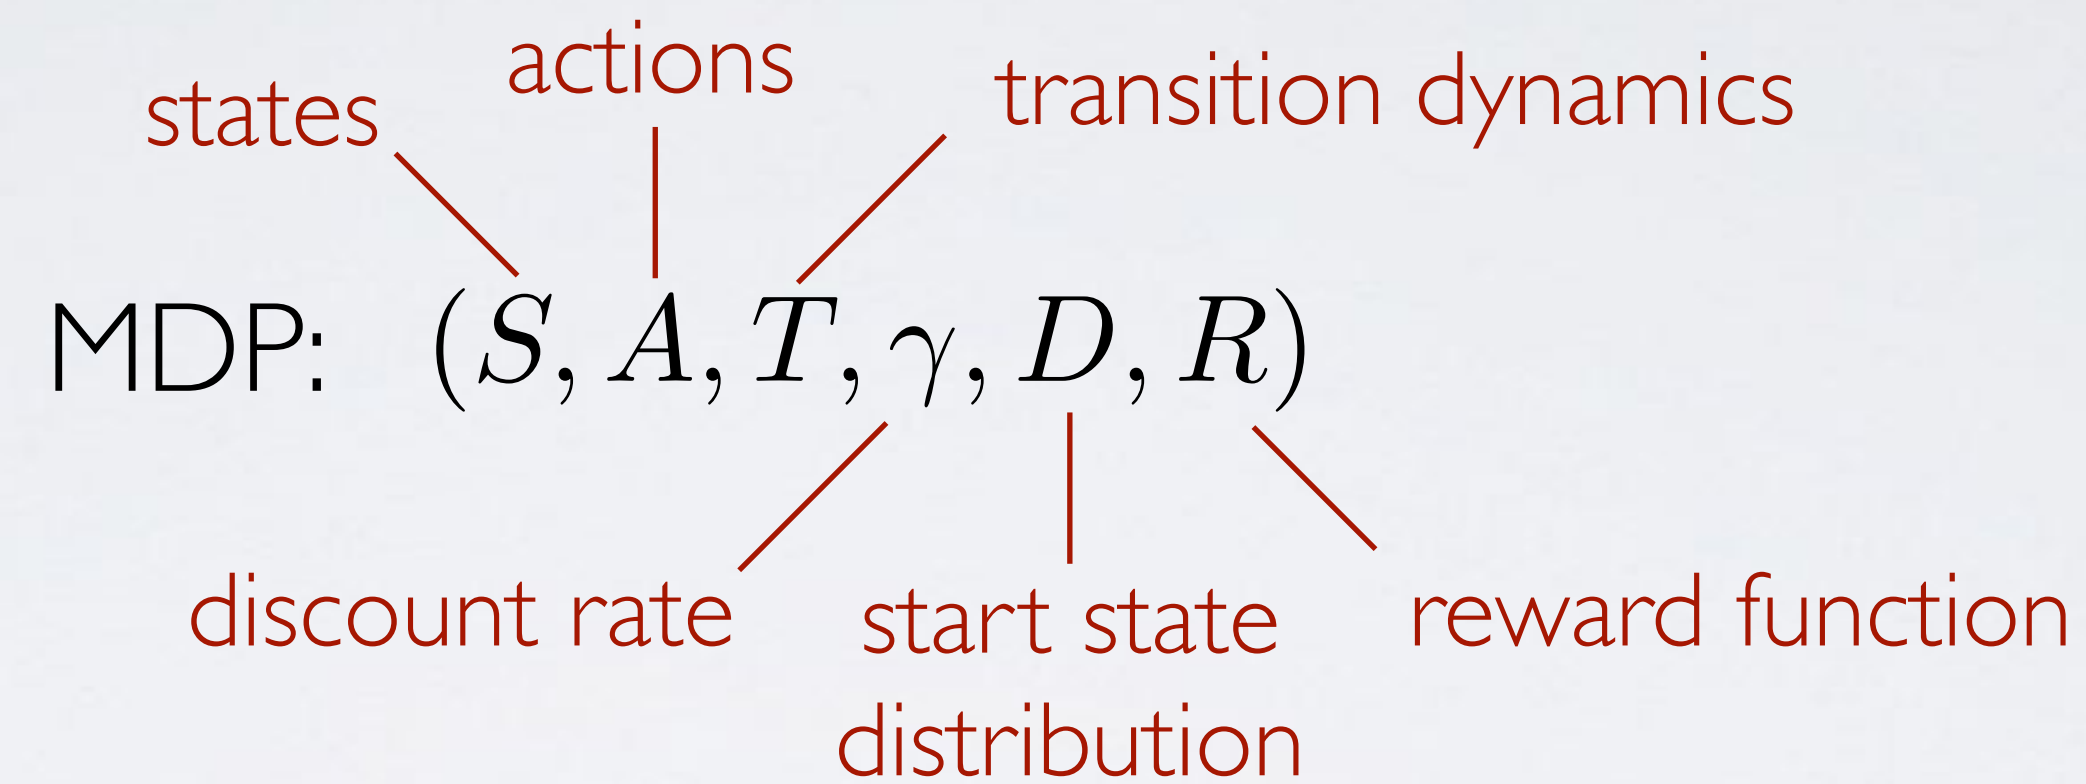 states
actions
transition dynamics
MDP: (S, A, T, γ, D, R)
discount rate
start state
distribution
reward function